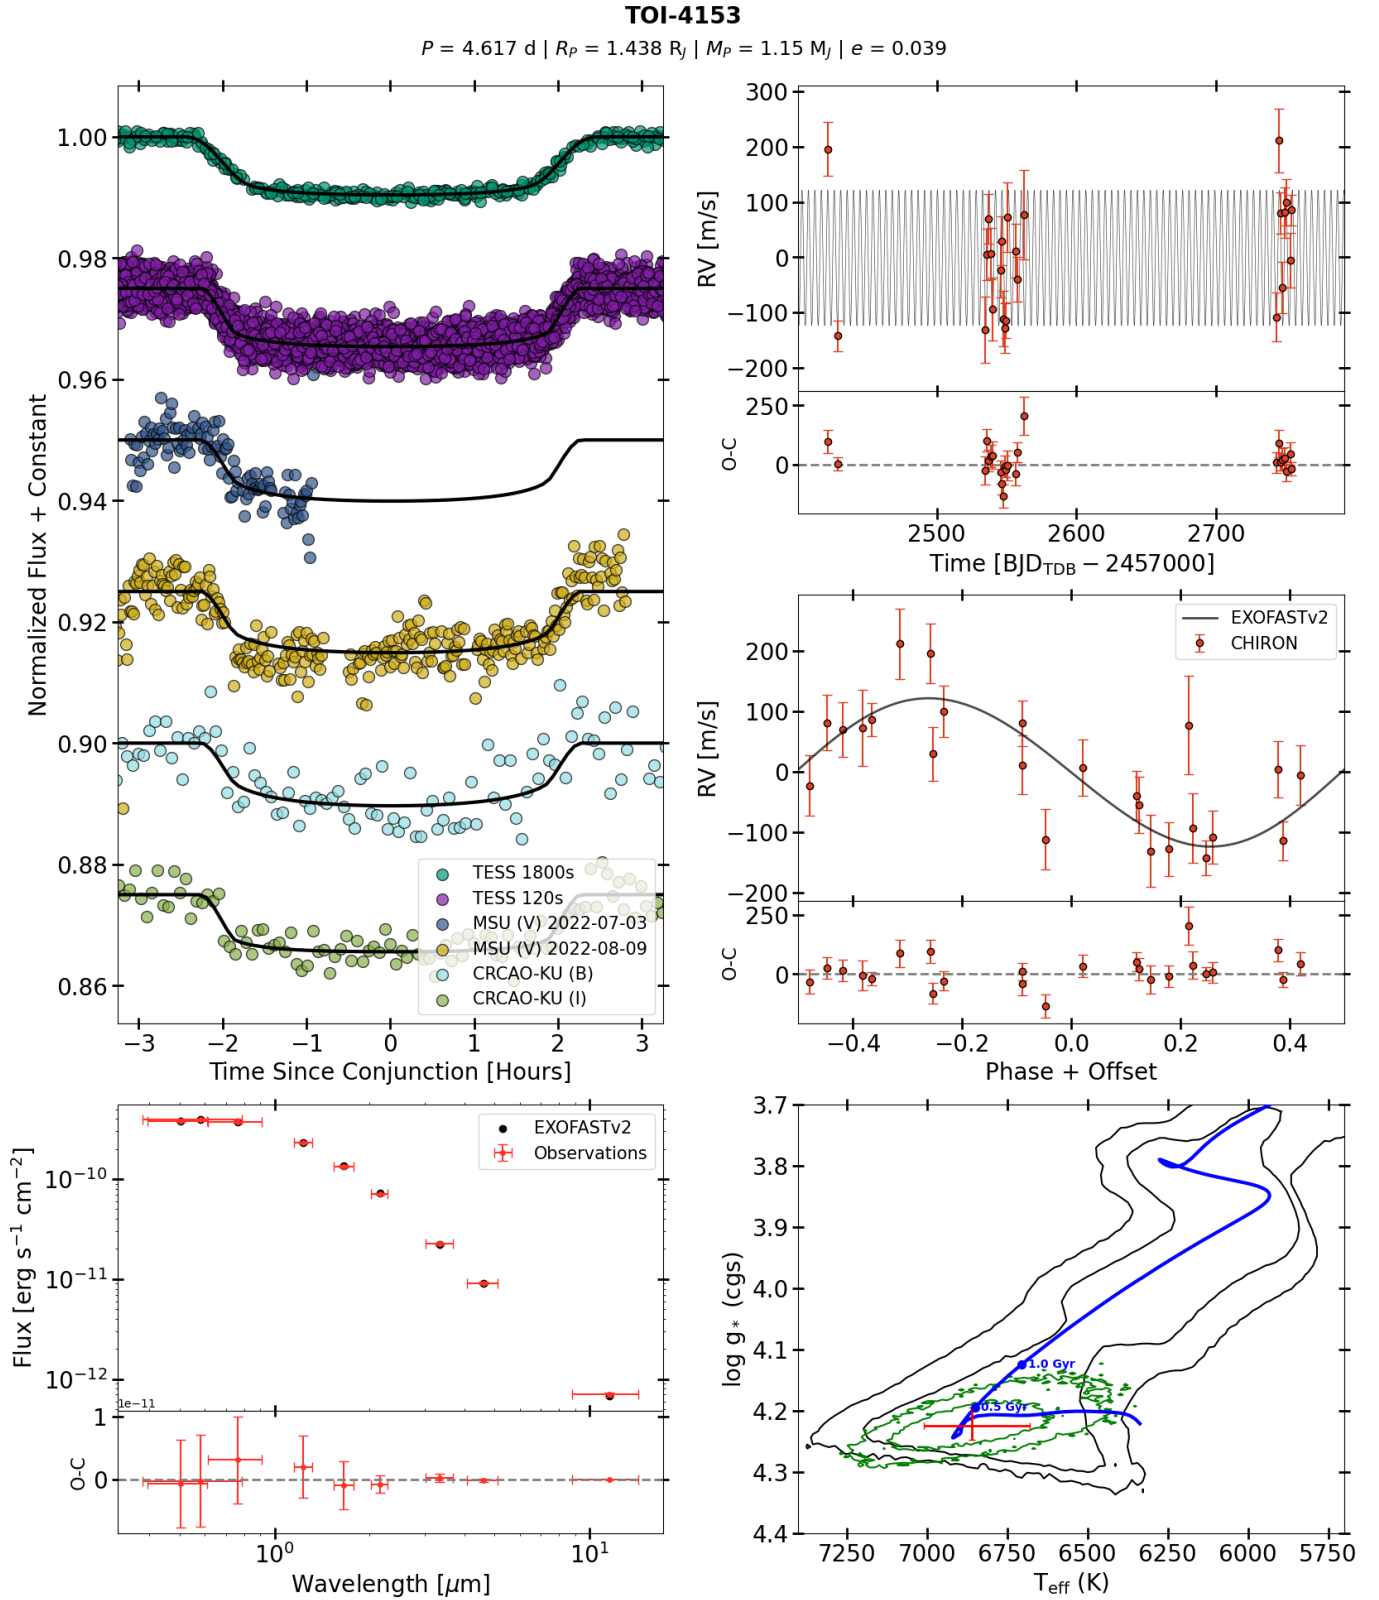 TOI-4153
P = 4.617 d | R_P = 1.438 R_J | M_P = 1.15 M_J | e = 0.039
Normalized Flux + Constant
1.00
0.98
0.96
0.94
0.92
0.90
0.88
0.86
TESS 1800s
TESS 120s
MSU (V) 2022-07-03
MSU (V) 2022-08-09
CRCAO-KU (B)
CRCAO-KU (I)
−3 −2 −1 0 1 2 3
Time Since Conjunction [Hours]
RV [m/s]
300
200
100
0
−100
−200
O-C
250
0
2500 2600 2700
Time [BJD_TDB − 2457000]
RV [m/s]
200
100
0
−100
−200
EXOFASTv2
CHIRON
O-C
250
0
−0.4 −0.2 0.0 0.2 0.4
Phase + Offset
Flux [erg s⁻¹ cm⁻²]
10⁻¹⁰
10⁻¹¹
10⁻¹²
EXOFASTv2
Observations
1e−11
O-C
1
0
10⁰ 10¹
Wavelength [μm]
log g* (cgs)
3.7
3.8
3.9
4.0
4.1
4.2
4.3
4.4
1.0 Gyr
0.5 Gyr
7250 7000 6750 6500 6250 6000 5750
T_eff (K)